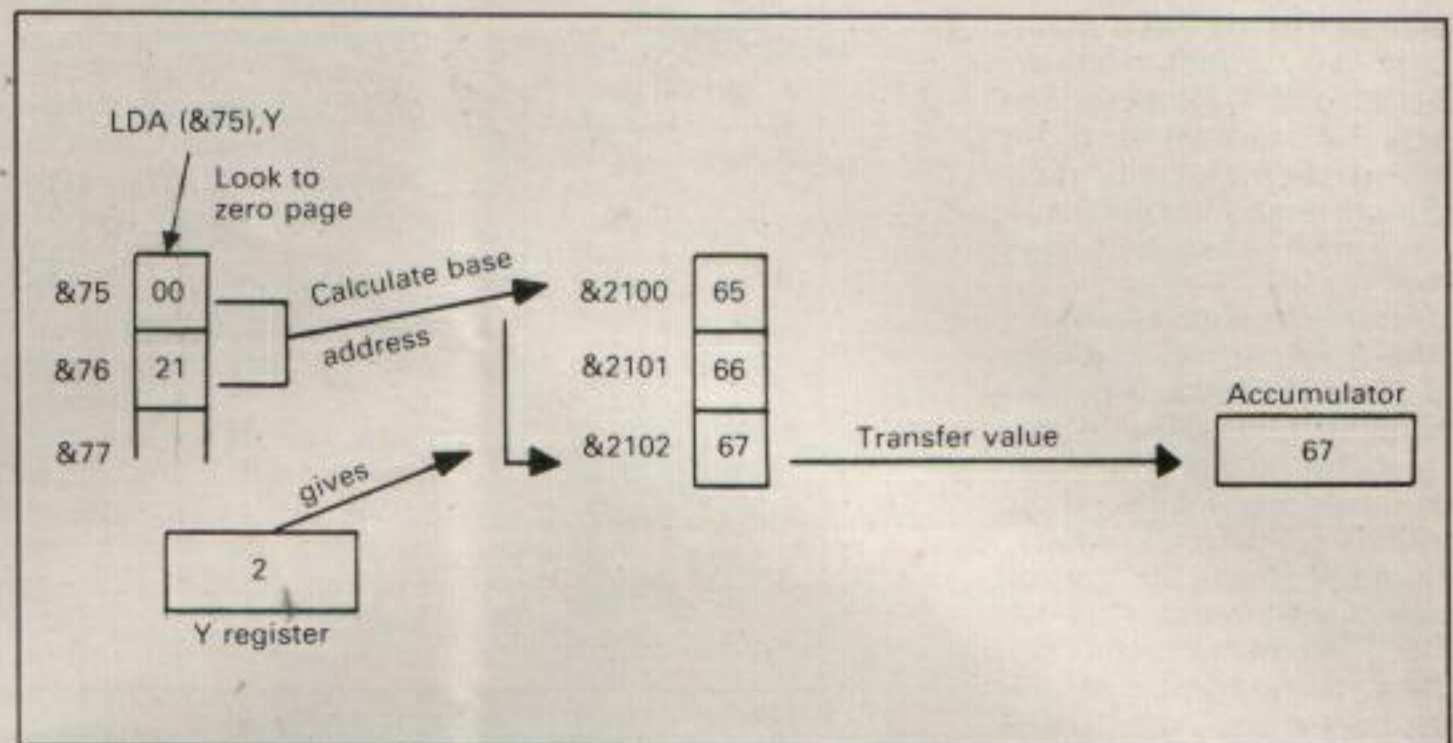 LDA (&75),Y
Look to
zero page
&75 00
&76 21
&77
Calculate base
address
gives
2
Y register
&2100 65
&2101 66
&2102 67
Transfer value
Accumulator
67